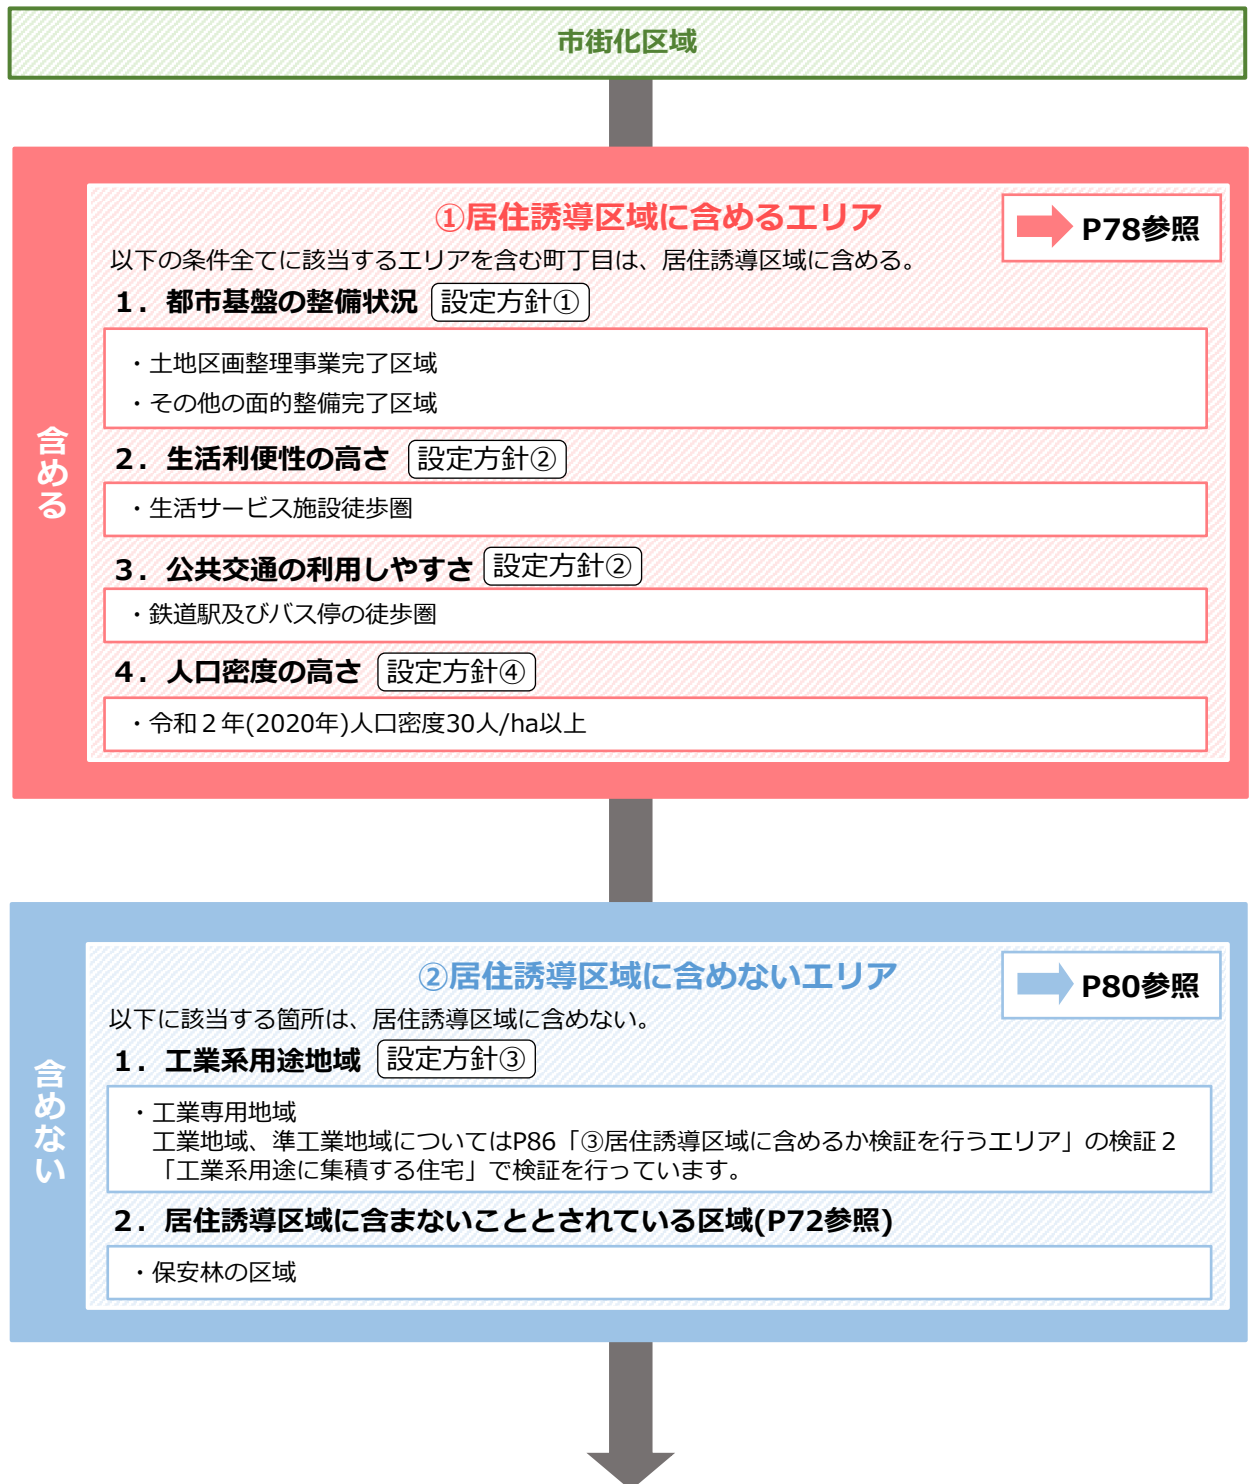 市街化区域
①居住誘導区域に含めるエリア
P78参照
以下の条件全てに該当するエリアを含む町丁目は、居住誘導区域に含める。
1．都市基盤の整備状況 設定方針①
・土地区画整理事業完了区域
・その他の面的整備完了区域
含める
2．生活利便性の高さ 設定方針②
・生活サービス施設徒歩圏
3．公共交通の利用しやすさ 設定方針②
・鉄道駅及びバス停の徒歩圏
4．人口密度の高さ 設定方針④
・令和２年(2020年)人口密度30人/ha以上
②居住誘導区域に含めないエリア
P80参照
以下に該当する箇所は、居住誘導区域に含めない。
1．工業系用途地域 設定方針③
含めない
・工業専用地域
工業地域、準工業地域についてはP86「③居住誘導区域に含めるか検証を行うエリア」の検証２
「工業系用途に集積する住宅」で検証を行っています。
2．居住誘導区域に含まないこととされている区域(P72参照)
・保安林の区域